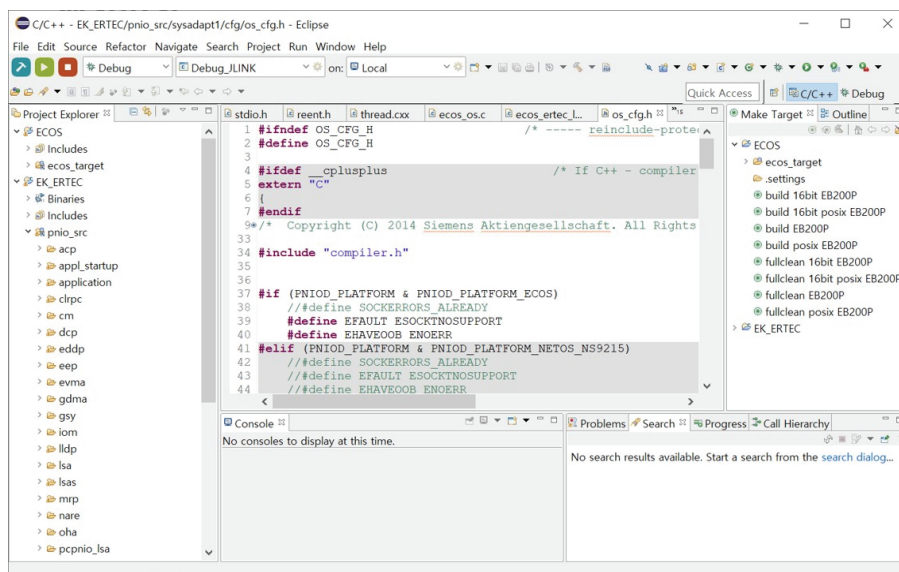 C/C++ - EK_ERTEC/pnio_src/sysadapt1/cfg/os_cfg.h - Eclipse
File Edit Source Refactor Navigate Search Project Run Window Help
Debug Debug_JLINK on: Local
Quick Access C/C++ Debug
Project Explorer
ECOS
Includes
ecos_target
EK_ERTEC
Binaries
Includes
pnio_src
acp
appl_startup
application
clrpc
cm
dcp
eddp
eep
evma
gdma
gsy
iom
lldp
lsa
lsas
mrp
nare
oha
pcpnio_lsa
stdio.h reent.h thread.cxx ecos_os.c ecos_ertec_l... os_cfg.h "15
1 #ifndef OS_CFG_H /* ----- reinclude-protec
2 #define OS_CFG_H
3
4 #ifdef __cplusplus /* If C++ - compiler
5 extern "C"
6 {
7 #endif
9 /* Copyright (C) 2014 Siemens Aktiengesellschaft. All Rights
33
34 #include "compiler.h"
35
36
37 #if (PNIOD_PLATFORM & PNIOD_PLATFORM_ECOS)
38 //#define SOCKERRORS_ALREADY
39 #define EFAULT ESOCKTNOSUPPORT
40 #define EHAVEOOB ENOERR
41 #elif (PNIOD_PLATFORM & PNIOD_PLATFORM_NETOS_NS9215)
42 //#define SOCKERRORS_ALREADY
43 //#define EFAULT ESOCKTNOSUPPORT
44 //#define EHAVEOOB ENOERR
Make Target Outline
ECOS
ecos_target
.settings
build 16bit EB200P
build 16bit posix EB200P
build EB200P
build posix EB200P
fullclean 16bit EB200P
fullclean 16bit posix EB200P
fullclean EB200P
fullclean posix EB200P
EK_ERTEC
Console
No consoles to display at this time.
Problems Search Progress Call Hierarchy
No search results available. Start a search from the search dialog...